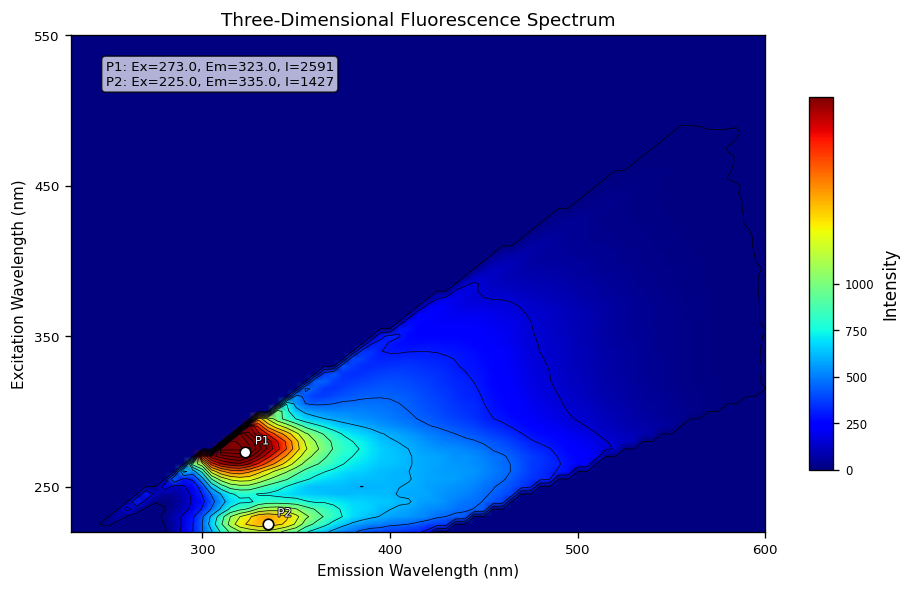 Three-Dimensional Fluorescence Spectrum
P1: Ex=273.0, Em=323.0, I=2591
P2: Ex=225.0, Em=335.0, I=1427
550
450
350
250
Excitation Wavelength (nm)
P1
P2
300
400
500
600
Emission Wavelength (nm)
1000
750
500
250
0
Intensity